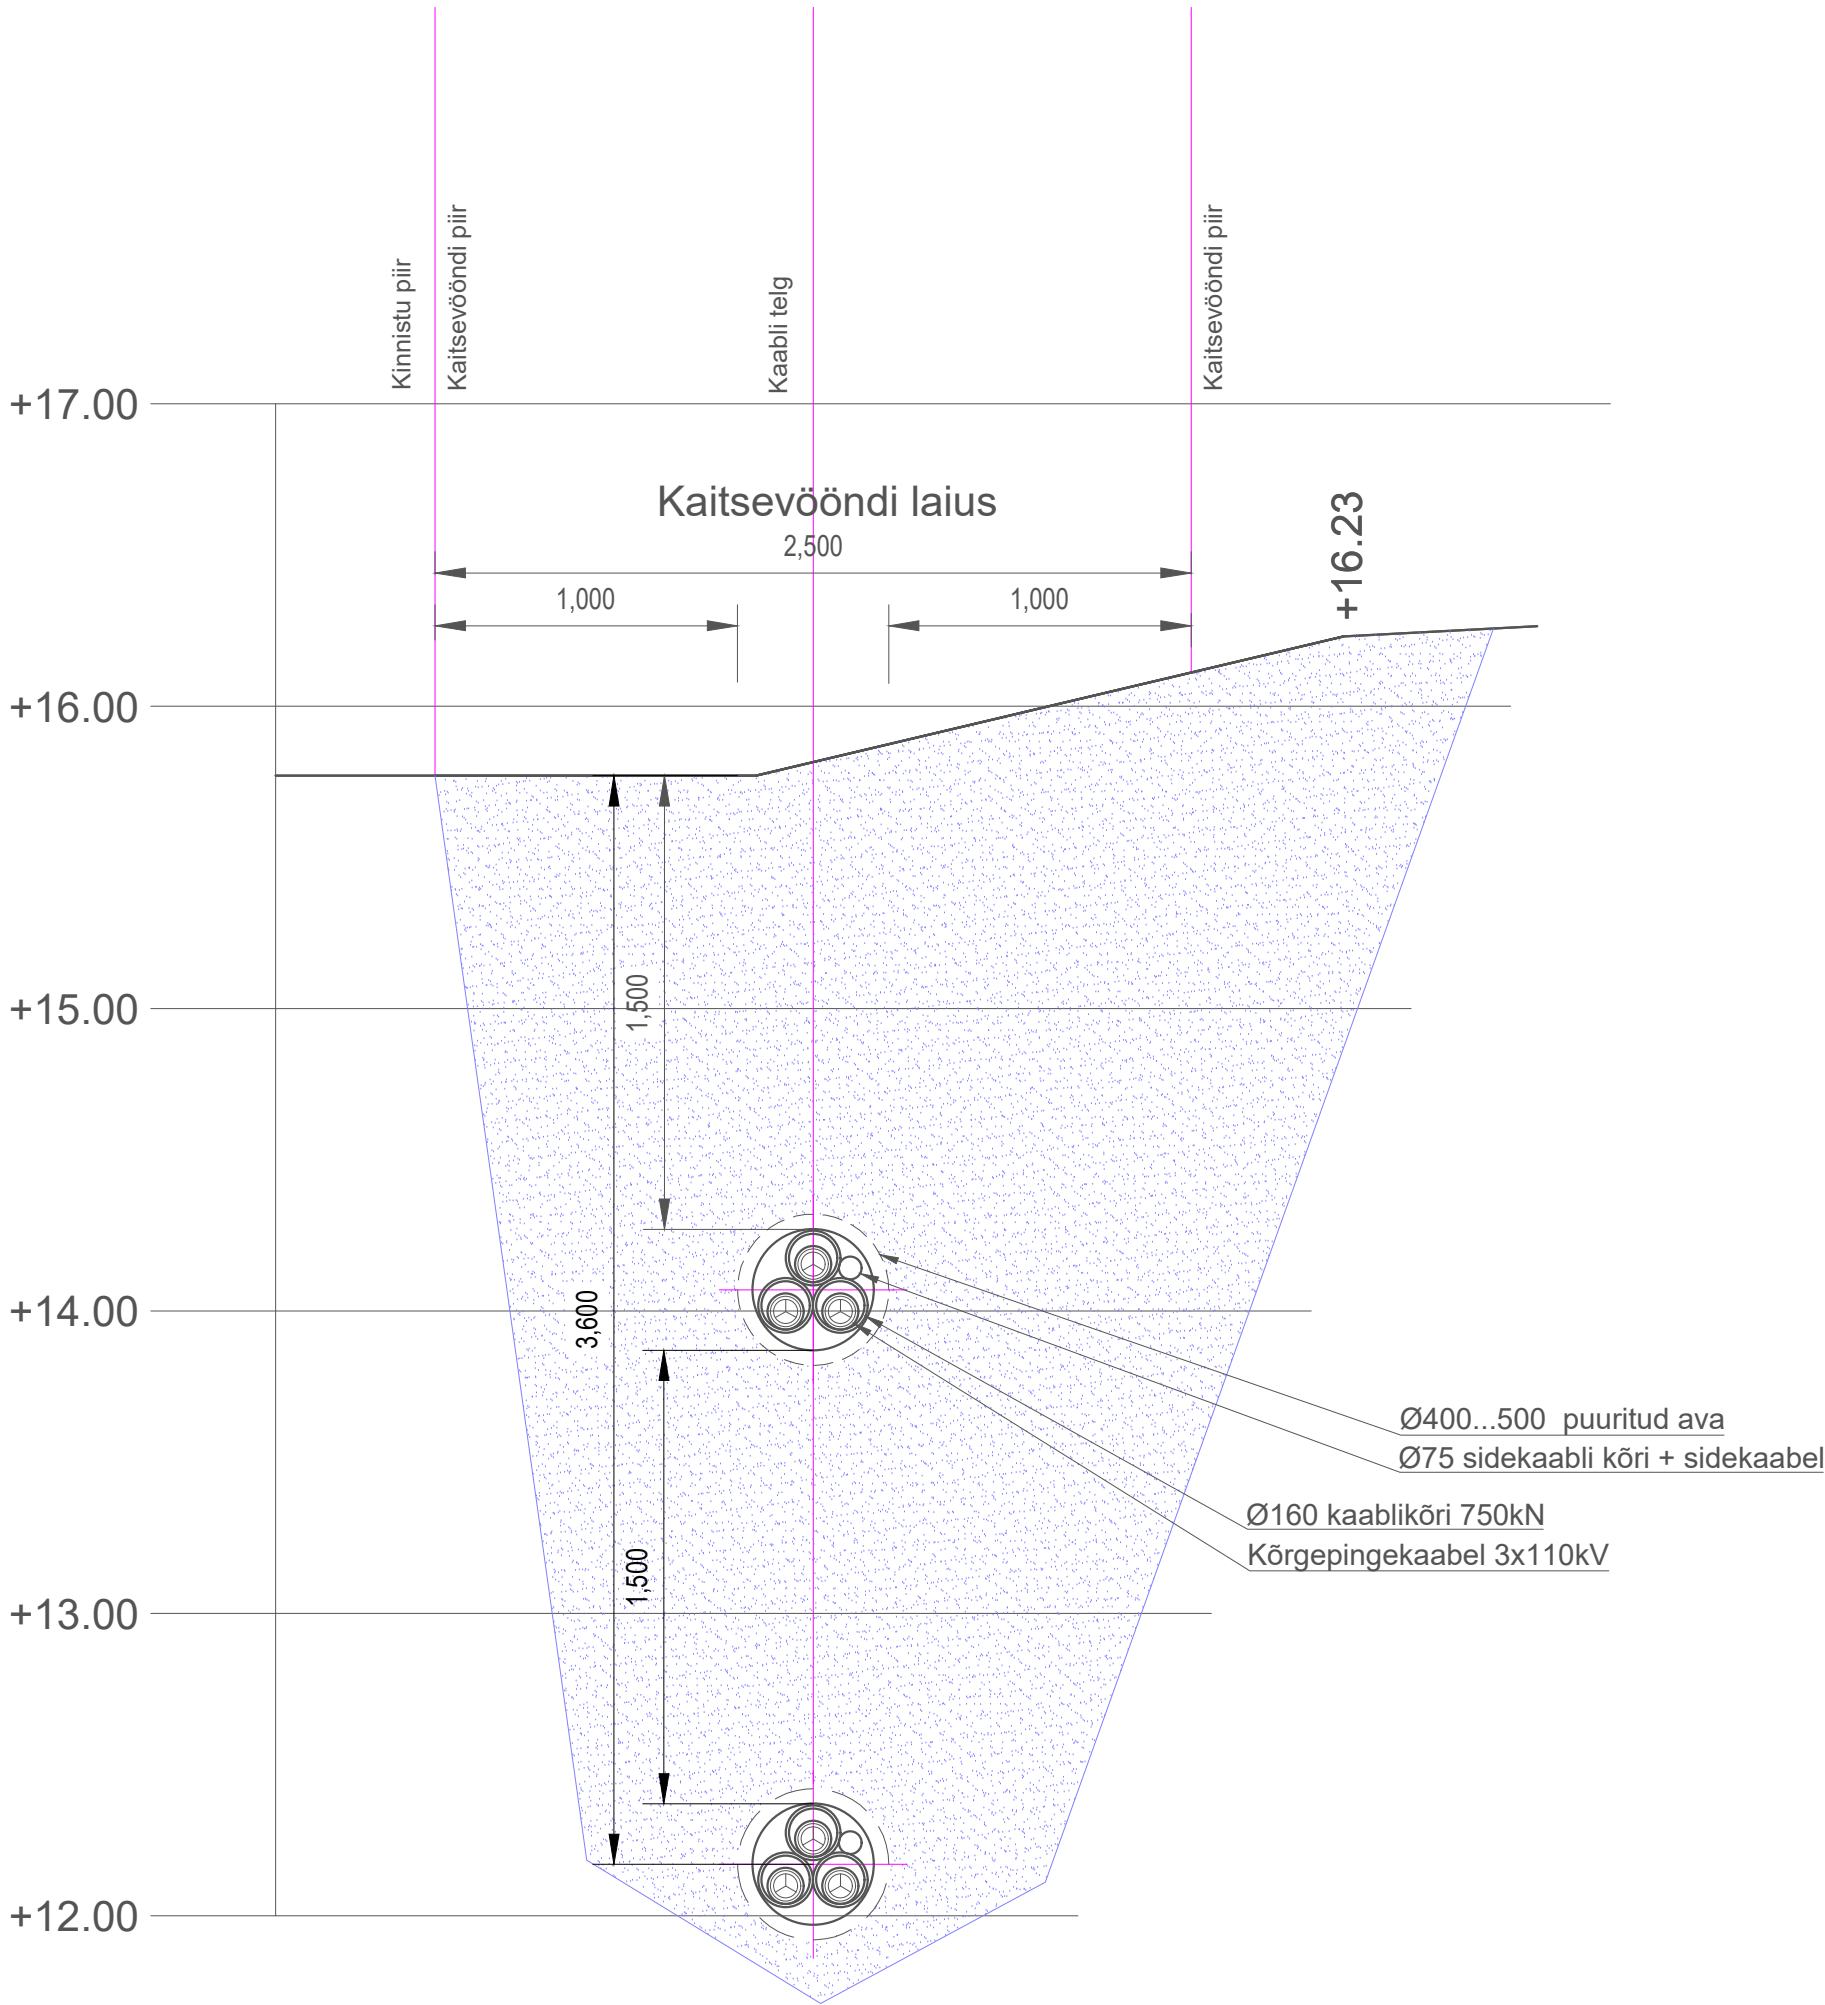 Kinnistu piir
Kaitsevööndi piir
Kaabli telg
Kaitsevööndi piir
+17.00
Kaitsevööndi laius
2,500
1,000
1,000
+16.23
+16.00
1,500
+15.00
3,600
+14.00
Ø400...500 puuritud ava
Ø75 sidekaabli kõri + sidekaabel
Ø160 kaablikõri 750kN
Kõrgepingekaabel 3x110kV
1,500
+13.00
+12.00